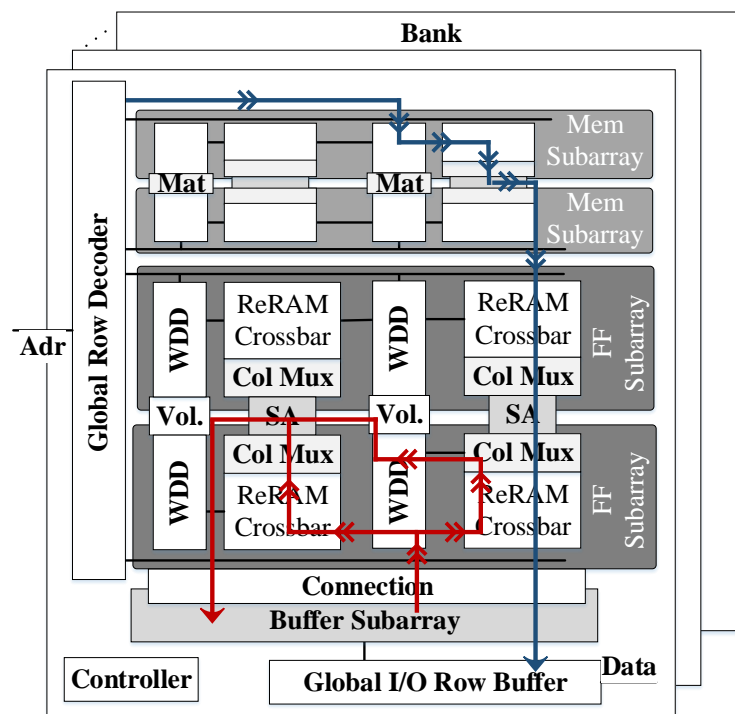 . . .
Bank
Global Row Decoder
Mem
Subarray
Mat
Mat
Mem
Subarray
Adr
WDD
ReRAM
Crossbar
Col Mux
WDD
ReRAM
Crossbar
Col Mux
FF
Subarray
Vol.
SA
Vol.
SA
WDD
Col Mux
ReRAM
Crossbar
WDD
Col Mux
ReRAM
Crossbar
FF
Subarray
Connection
Buffer Subarray
Controller
Global I/O Row Buffer
Data